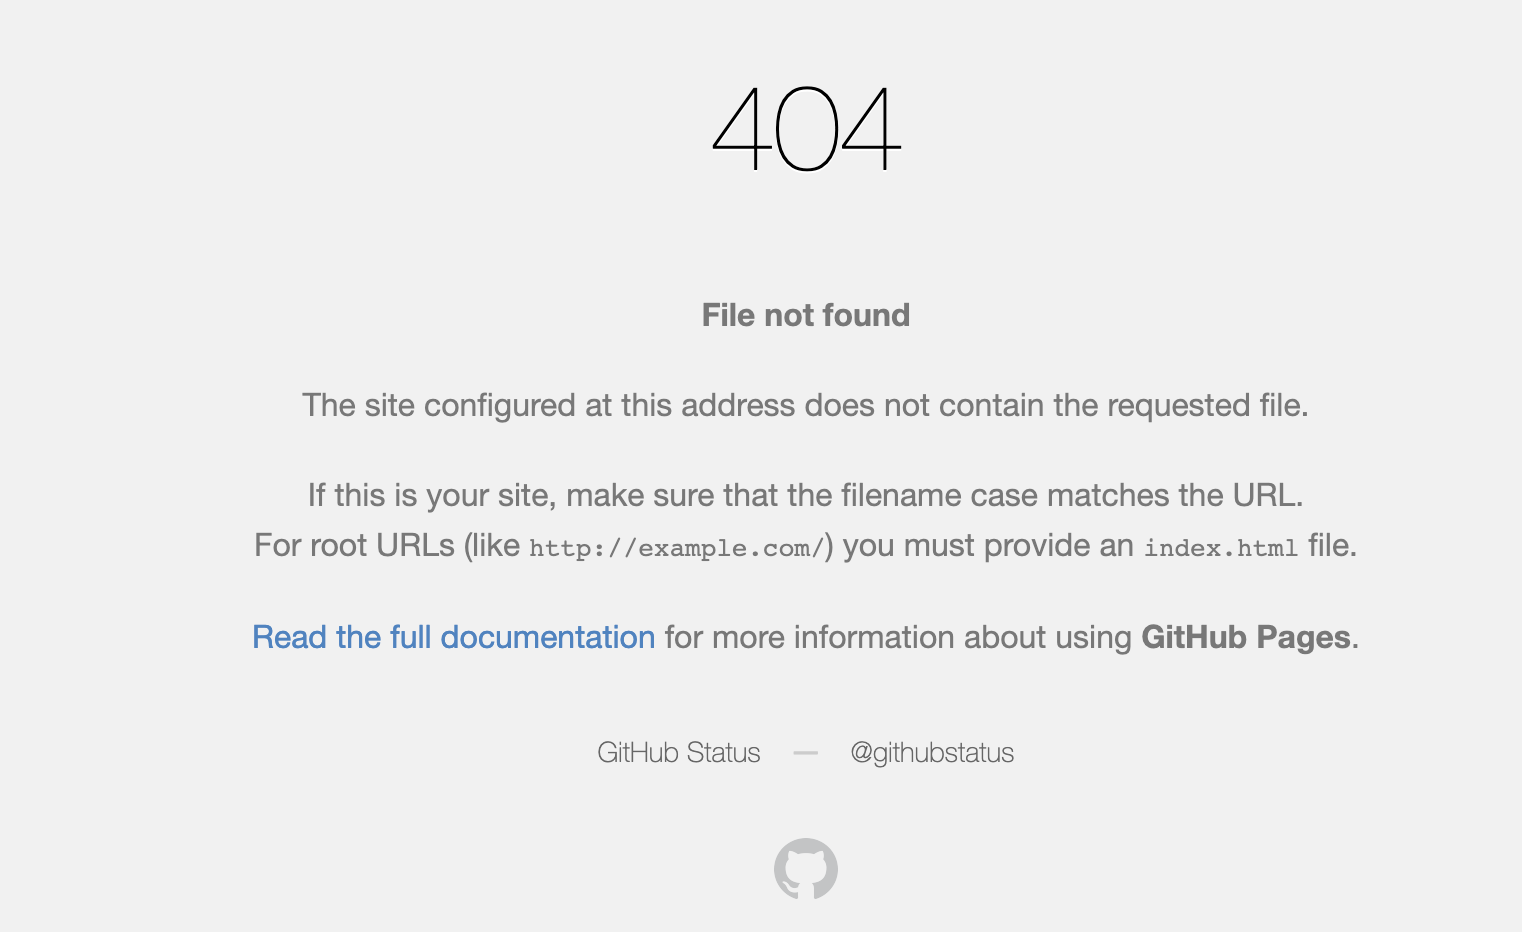 404
File not found
The site configured at this address does not contain the requested file.
If this is your site, make sure that the filename case matches the URL.
For root URLs (like http://example.com/) you must provide an index.html file.
Read the full documentation for more information about using GitHub Pages.
GitHub Status — @githubstatus